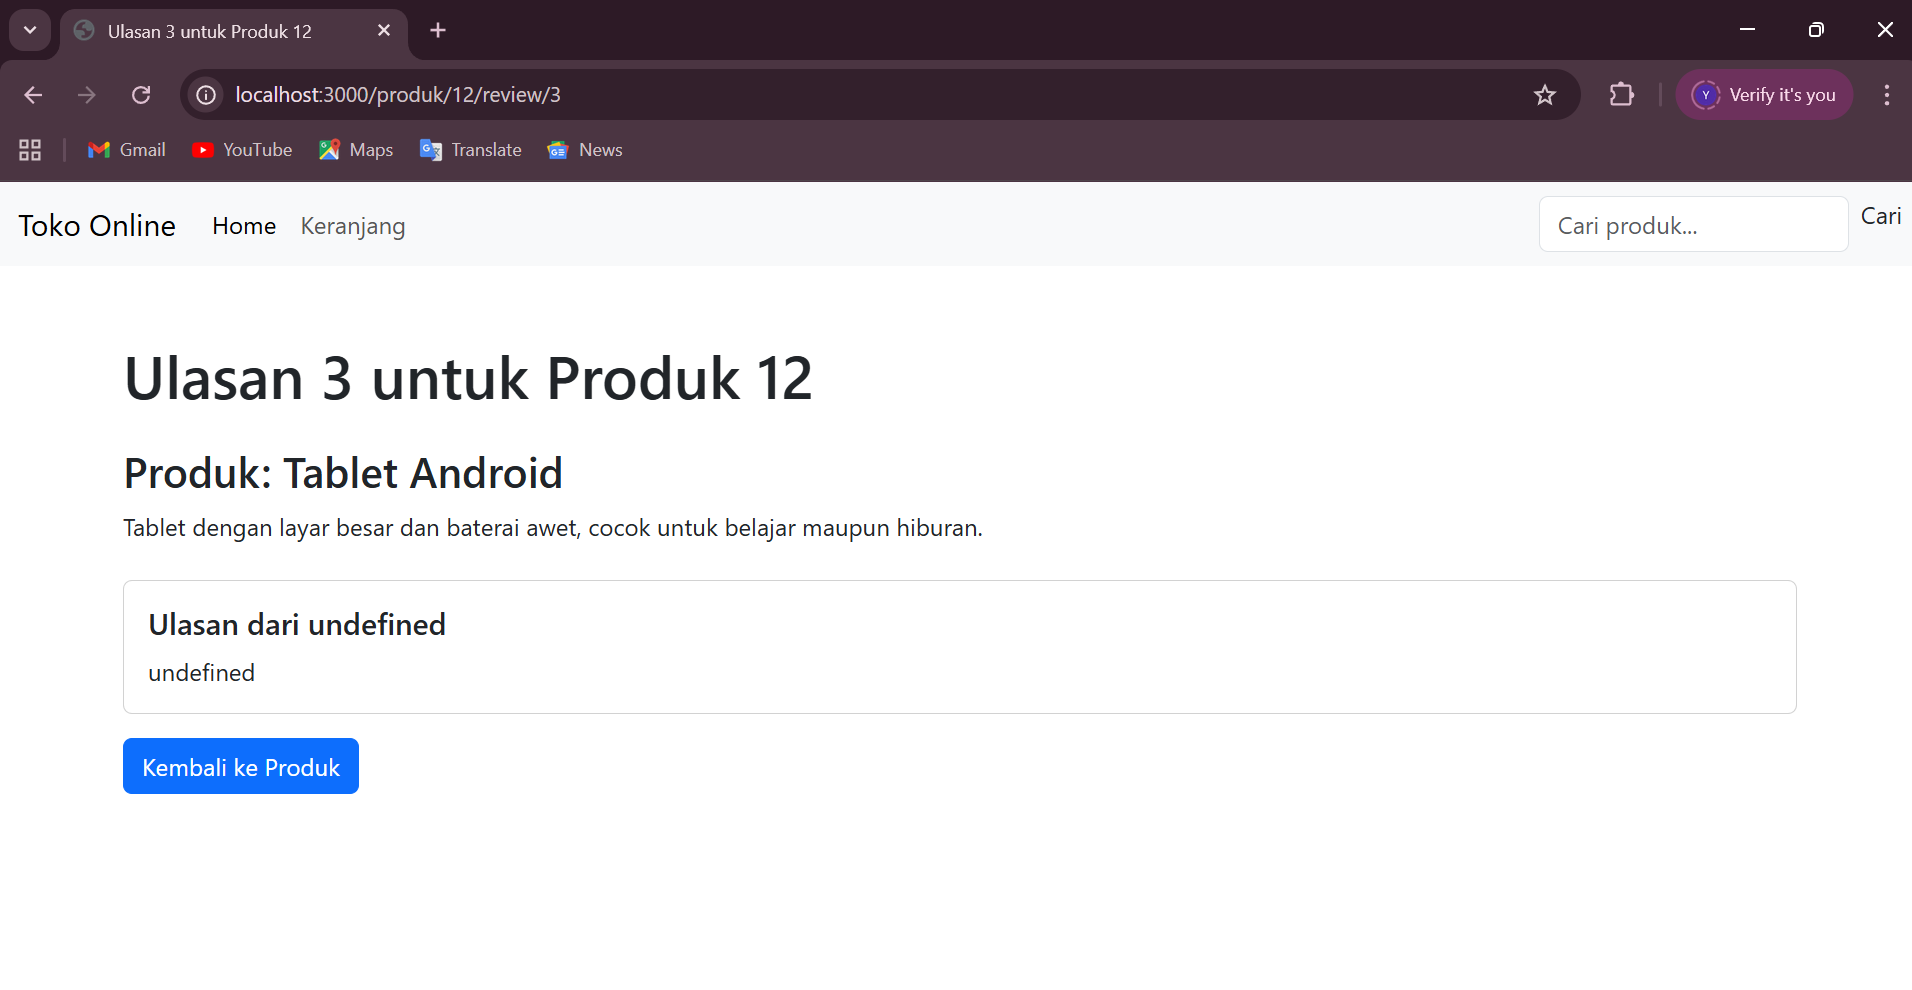 Ulasan 3 untuk Produk 12
localhost:3000/produk/12/review/3
Y Verify it's you
Gmail YouTube Maps Translate News
Toko Online Home Keranjang Cari produk... Cari
Ulasan 3 untuk Produk 12
Produk: Tablet Android
Tablet dengan layar besar dan baterai awet, cocok untuk belajar maupun hiburan.
Ulasan dari undefined
undefined
Kembali ke Produk